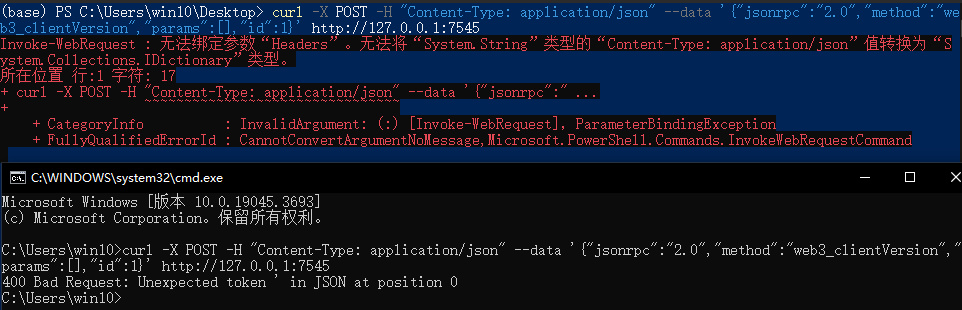 (base) PS C:\Users\win10\Desktop> curl -X POST -H "Content-Type: application/json" --data '{"jsonrpc":"2.0","method":"we
b3_clientVersion","params":[],"id":1}' http://127.0.0.1:7545
Invoke-WebRequest : 无法绑定参数“Headers”。无法将“System.String”类型的“Content-Type: application/json”值转换为“S
ystem.Collections.IDictionary”类型。
所在位置 行:1 字符: 17
+ curl -X POST -H "Content-Type: application/json" --data '{"jsonrpc":" ...
+ ~~~~~~~~~~~~~~~~~~~~~~~~~~~~~~~~
+ CategoryInfo : InvalidArgument: (:) [Invoke-WebRequest], ParameterBindingException
+ FullyQualifiedErrorId : CannotConvertArgumentNoMessage,Microsoft.PowerShell.Commands.InvokeWebRequestCommand
C:\WINDOWS\system32\cmd.exe
Microsoft Windows [版本 10.0.19045.3693]
(c) Microsoft Corporation。保留所有权利。
C:\Users\win10>curl -X POST -H "Content-Type: application/json" --data '{"jsonrpc":"2.0","method":"web3_clientVersion","
params":[],"id":1}' http://127.0.0.1:7545
400 Bad Request: Unexpected token ' in JSON at position 0
C:\Users\win10>